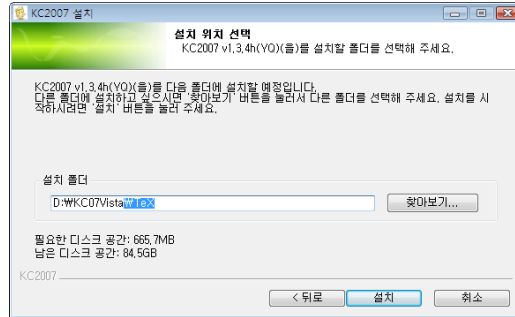 KC2007 설치
설치 위치 선택
KC2007 v1.3.4h(YO)(을)를 설치할 폴더를 선택해 주세요.
KC2007 v1.3.4h(YO)(을)를 다음 폴더에 설치할 예정입니다.
다른 폴더에 설치하고 싶으시면 '찾아보기' 버튼을 눌러서 다른 폴더를 선택해 주세요. 설치를 시
작하시려면 '설치' 버튼을 눌러 주세요.
설치 폴더
D:₩KC07Vista₩TeX
찾아보기...
필요한 디스크 공간: 665.7MB
남은 디스크 공간: 84.5GB
KC2007
< 뒤로
설치
취소